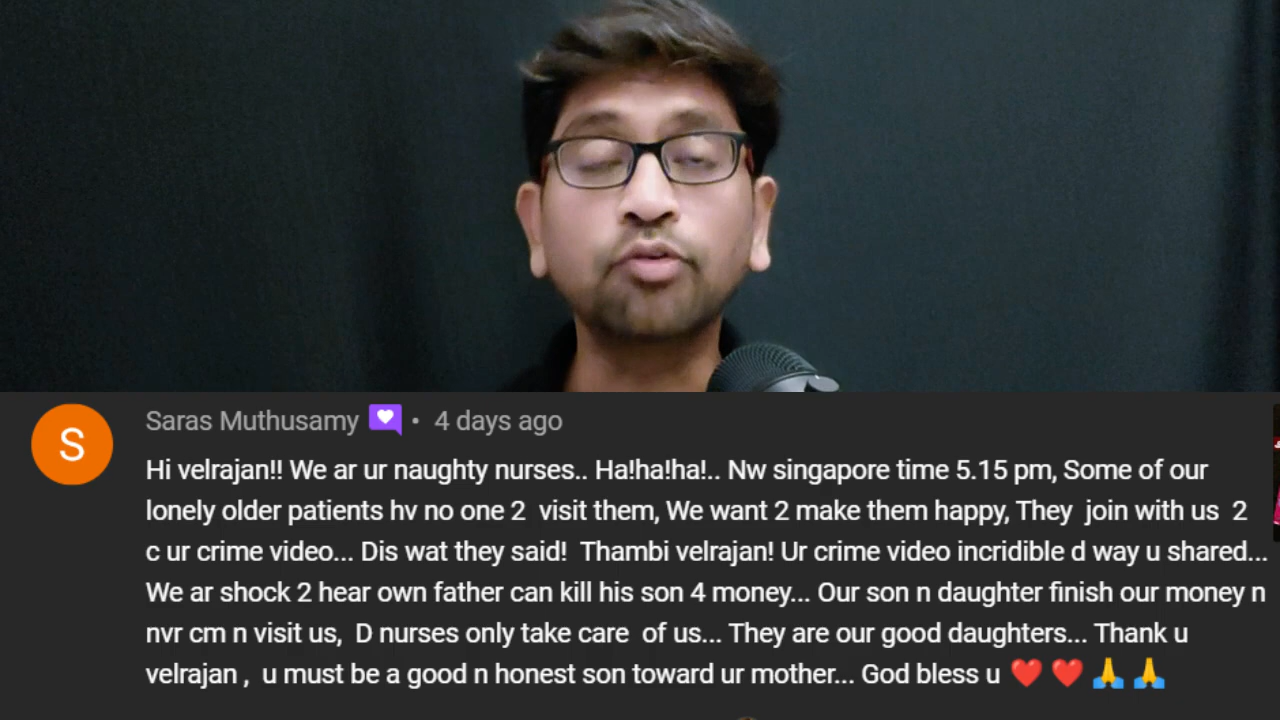 S
Saras Muthusamy • 4 days ago
Hi velrajan!! We ar ur naughty nurses.. Ha!ha!ha!.. Nw singapore time 5.15 pm, Some of our
lonely older patients hv no one 2 visit them, We want 2 make them happy, They join with us 2
c ur crime video... Dis wat they said! Thambi velrajan! Ur crime video incridible d way u shared...
We ar shock 2 hear own father can kill his son 4 money... Our son n daughter finish our money n
nvr cm n visit us, D nurses only take care of us... They are our good daughters... Thank u
velrajan , u must be a good n honest son toward ur mother... God bless u ❤️ ❤️ 🙏 🙏